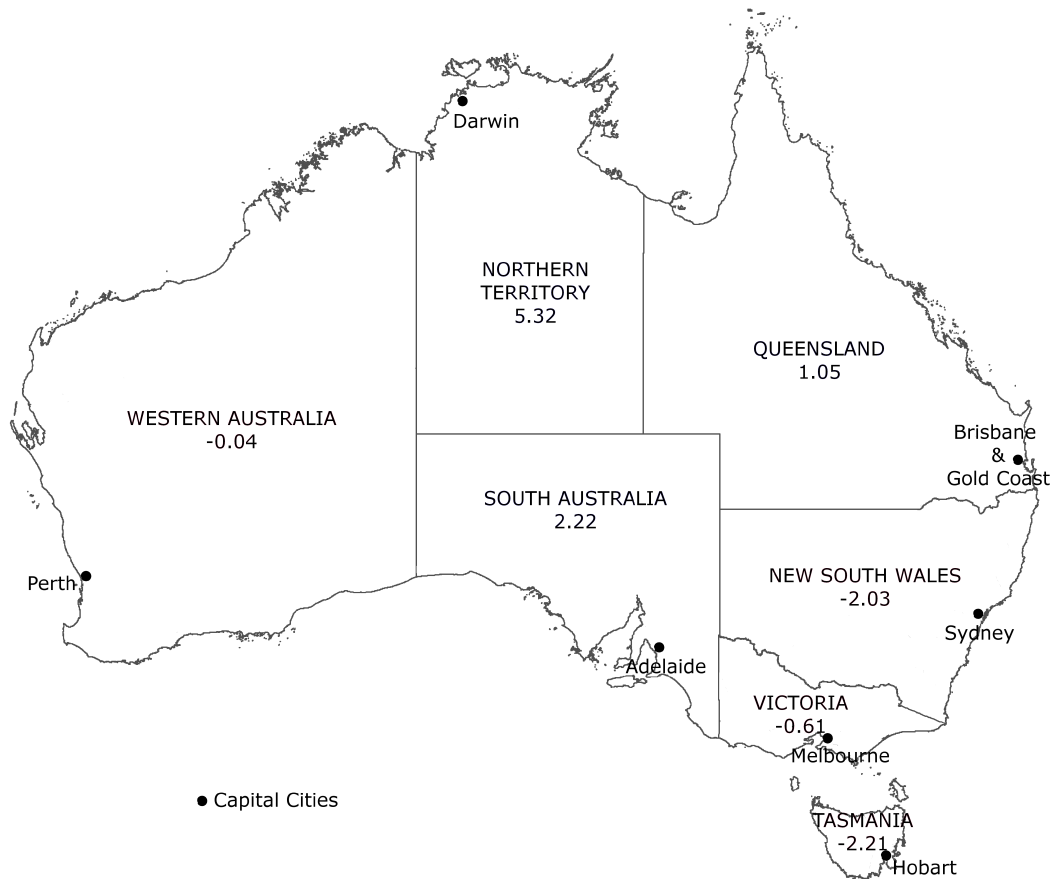 Darwin
NORTHERN
TERRITORY
5.32
QUEENSLAND
1.05
WESTERN AUSTRALIA
-0.04
Brisbane
&
Gold Coast
SOUTH AUSTRALIA
2.22
NEW SOUTH WALES
-2.03
Perth
Sydney
Adelaide
VICTORIA
-0.61
Melbourne
Capital Cities
TASMANIA
-2.21
Hobart